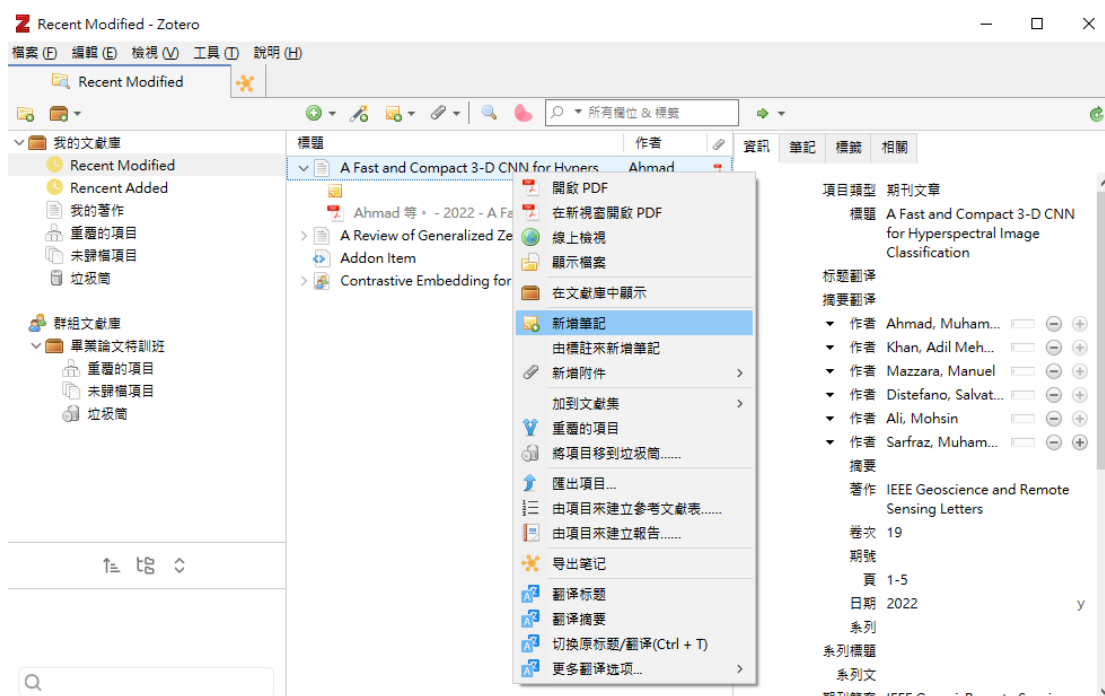 Recent Modified - Zotero
檔案 (F) 編輯 (E) 檢視 (V) 工具 (T) 說明 (H)
Recent Modified
所有欄位 & 標籤
我的文獻庫
Recent Modified
Rencent Added
我的著作
重覆的項目
未歸檔項目
垃圾筒
群組文獻庫
畢業論文特訓班
重覆的項目
未歸檔項目
垃圾筒
標題 作者
A Fast and Compact 3-D CNN for Hypers Ahmad
Ahmad 等。 - 2022 - A Fa
A Review of Generalized Ze
Addon Item
Contrastive Embedding for
開啟 PDF
在新視窗開啟 PDF
線上檢視
顯示檔案
在文獻庫中顯示
新增筆記
由標註來新增筆記
新增附件
加到文獻集
重覆的項目
將項目移到垃圾筒......
匯出項目...
由項目來建立參考文獻表......
由項目來建立報告......
导出笔记
翻译标题
翻译摘要
切换原标题/翻译(Ctrl + T)
更多翻译选项...
資訊 筆記 標籤 相關
項目類型 期刊文章
標題 A Fast and Compact 3-D CNN
for Hyperspectral Image
Classification
标题翻译
摘要翻译
作者 Ahmad, Muham...
作者 Khan, Adil Meh...
作者 Mazzara, Manuel
作者 Distefano, Salvat...
作者 Ali, Mohsin
作者 Sarfraz, Muham...
摘要
著作 IEEE Geoscience and Remote
Sensing Letters
卷次 19
期號
頁 1-5
日期 2022 y
系列
系列標題
系列文